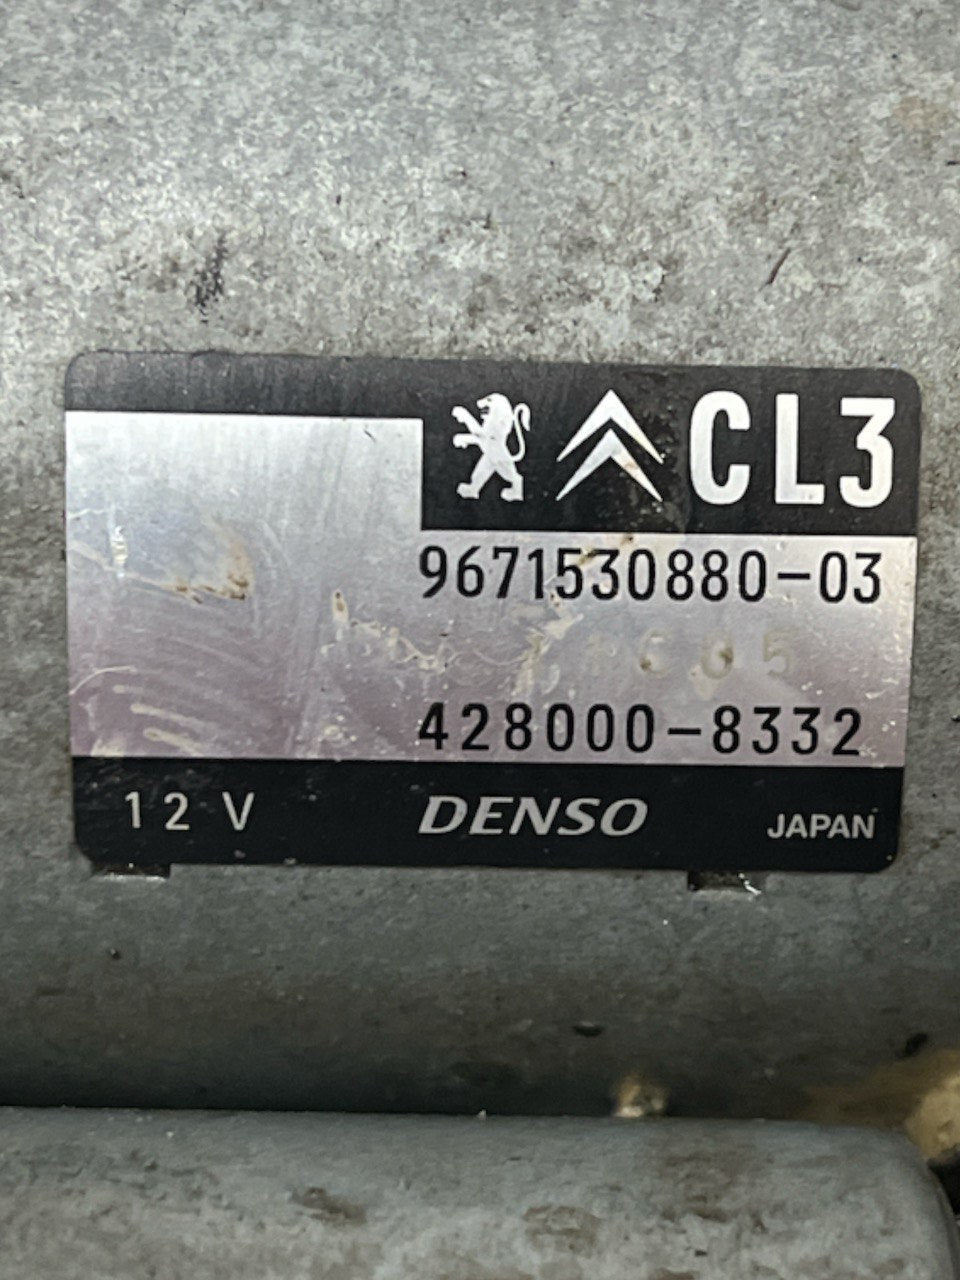 CL3
9671530880-03
428000-8332
12 V
DENSO
JAPAN